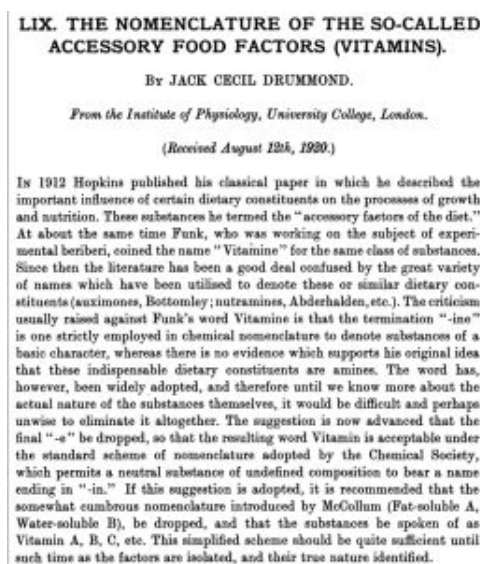 LIX. THE NOMENCLATURE OF THE SO-CALLED
ACCESSORY FOOD FACTORS (VITAMINS).
By JACK CECIL DRUMMOND.
From the Institute of Physiology, University College, London.
(Received August 12th, 1920.)
In 1912 Hopkins published his classical paper in which he described the
important influence of certain dietary constituents on the processes of growth
and nutrition. These substances he termed the "accessory factors of the diet."
At about the same time Funk, who was working on the subject of experi-
mental beriberi, coined the name "Vitamine" for the same class of substances.
Since then the literature has been a good deal confused by the great variety
of names which have been utilised to denote these or similar dietary con-
stituents (auximones, Bottomley; nutramines, Abderhalden, etc.). The criticism
usually raised against Funk's word Vitamine is that the termination "-ine"
is one strictly employed in chemical nomenclature to denote substances of a
basic character, whereas there is no evidence which supports his original idea
that these indispensable dietary constituents are amines. The word has,
however, been widely adopted, and therefore until we know more about the
actual nature of the substances themselves, it would be difficult and perhaps
unwise to eliminate it altogether. The suggestion is now advanced that the
final "-e" be dropped, so that the resulting word Vitamin is acceptable under
the standard scheme of nomenclature adopted by the Chemical Society,
which permits a neutral substance of undefined composition to bear a name
ending in "-in." If this suggestion is adopted, it is recommended that the
somewhat cumbrous nomenclature introduced by McCollum (Fat-soluble A,
Water-soluble B), be dropped, and that the substances be spoken of as
Vitamin A, B, C, etc. This simplified scheme should be quite sufficient until
such time as the factors are isolated, and their true nature identified.